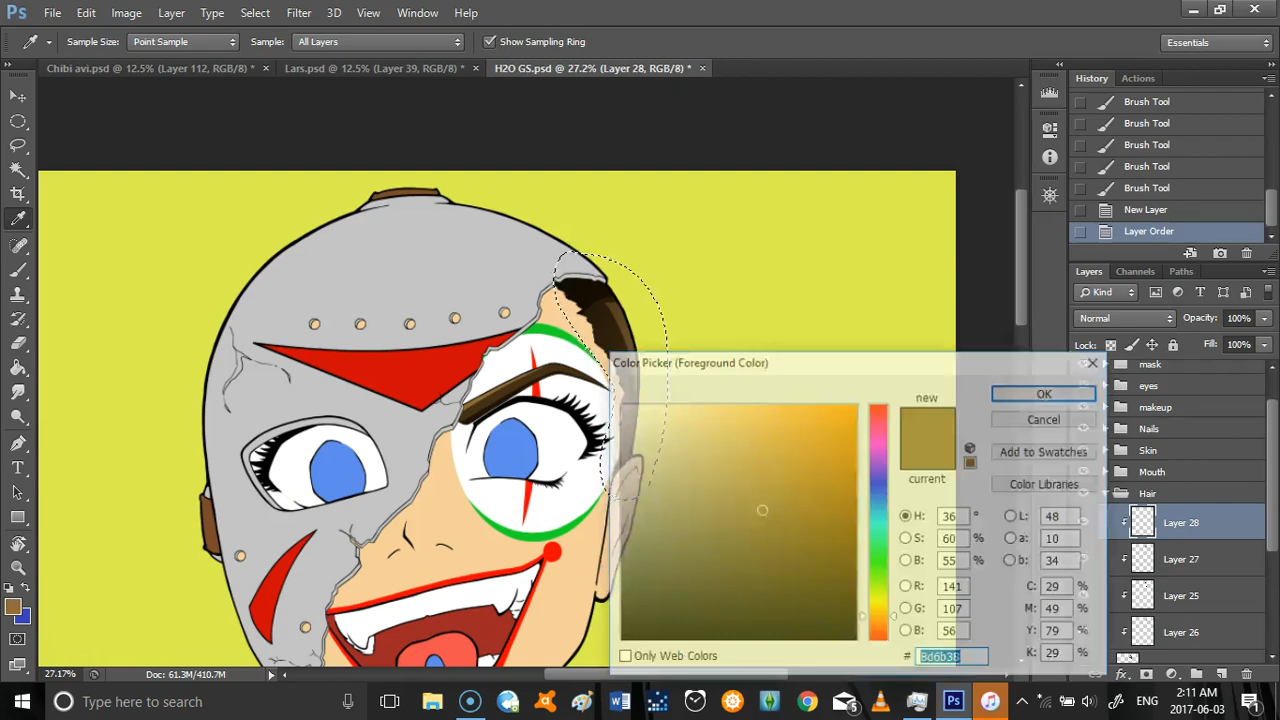 Ps File Edit Image Layer Type Select Filter 3D View Window Help
Sample Size: Point Sample Sample: All Layers Show Sampling Ring Essentials
Chibi avi.psd @ 12.5% (Layer 112, RGB/8) * × Lars.psd @ 12.5% (Layer 39, RGB/8) * × H2O GS.psd @ 27.2% (Layer 28, RGB/8) * ×
History Actions
Brush Tool
Brush Tool
Brush Tool
Brush Tool
Brush Tool
New Layer
Layer Order
Layers Channels Paths
Kind
Normal Opacity: 100%
Lock: Fill: 100%
mask
eyes
makeup
Nails
Skin
Mouth
Hair
Layer 28
Layer 27
Layer 25
Layer 26
Color Picker (Foreground Color)
new
current
OK
Cancel
Add to Swatches
Color Libraries
H: 36 °
S: 60 %
B: 55 %
R: 141
G: 107
B: 56
L: 48
a: 10
b: 34
C: 29 %
M: 49 %
Y: 79 %
K: 29 %
# 8d6b38
Only Web Colors
27.17% Doc: 61.3M/410.7M
Type here to search
5
ENG
2:11 AM
2017-06-03
1